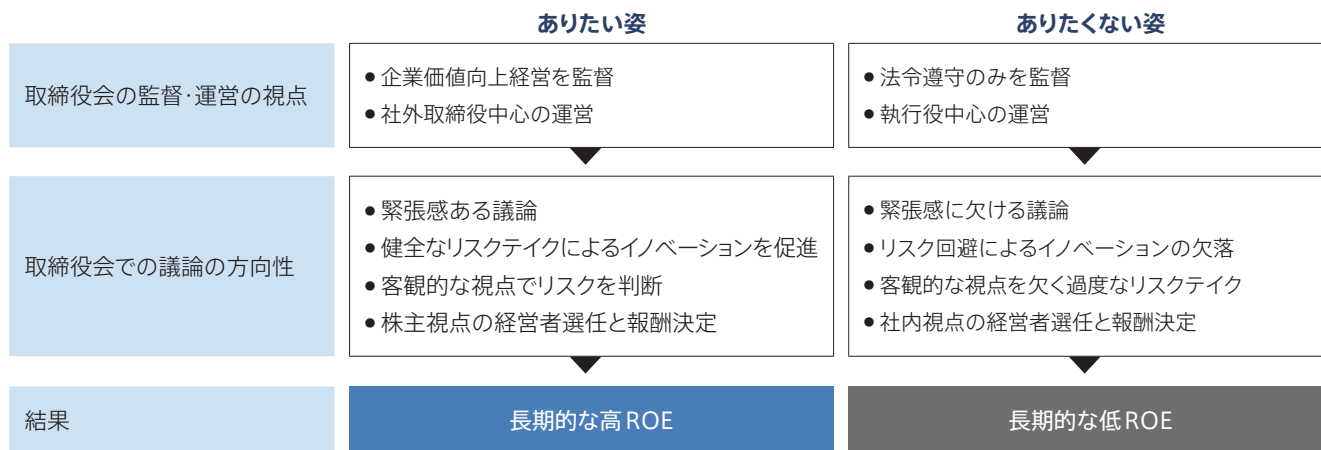 ありたい姿
ありたくない姿
取締役会の監督・運営の視点
● 企業価値向上経営を監督
● 社外取締役中心の運営
● 法令遵守のみを監督
● 執行役中心の運営
取締役会での議論の方向性
● 緊張感ある議論
● 健全なリスクテイクによるイノベーションを促進
● 客観的な視点でリスクを判断
● 株主視点の経営者選任と報酬決定
● 緊張感に欠ける議論
● リスク回避によるイノベーションの欠落
● 客観的な視点を欠く過度なリスクテイク
● 社内視点の経営者選任と報酬決定
結果
長期的な高ROE
長期的な低ROE